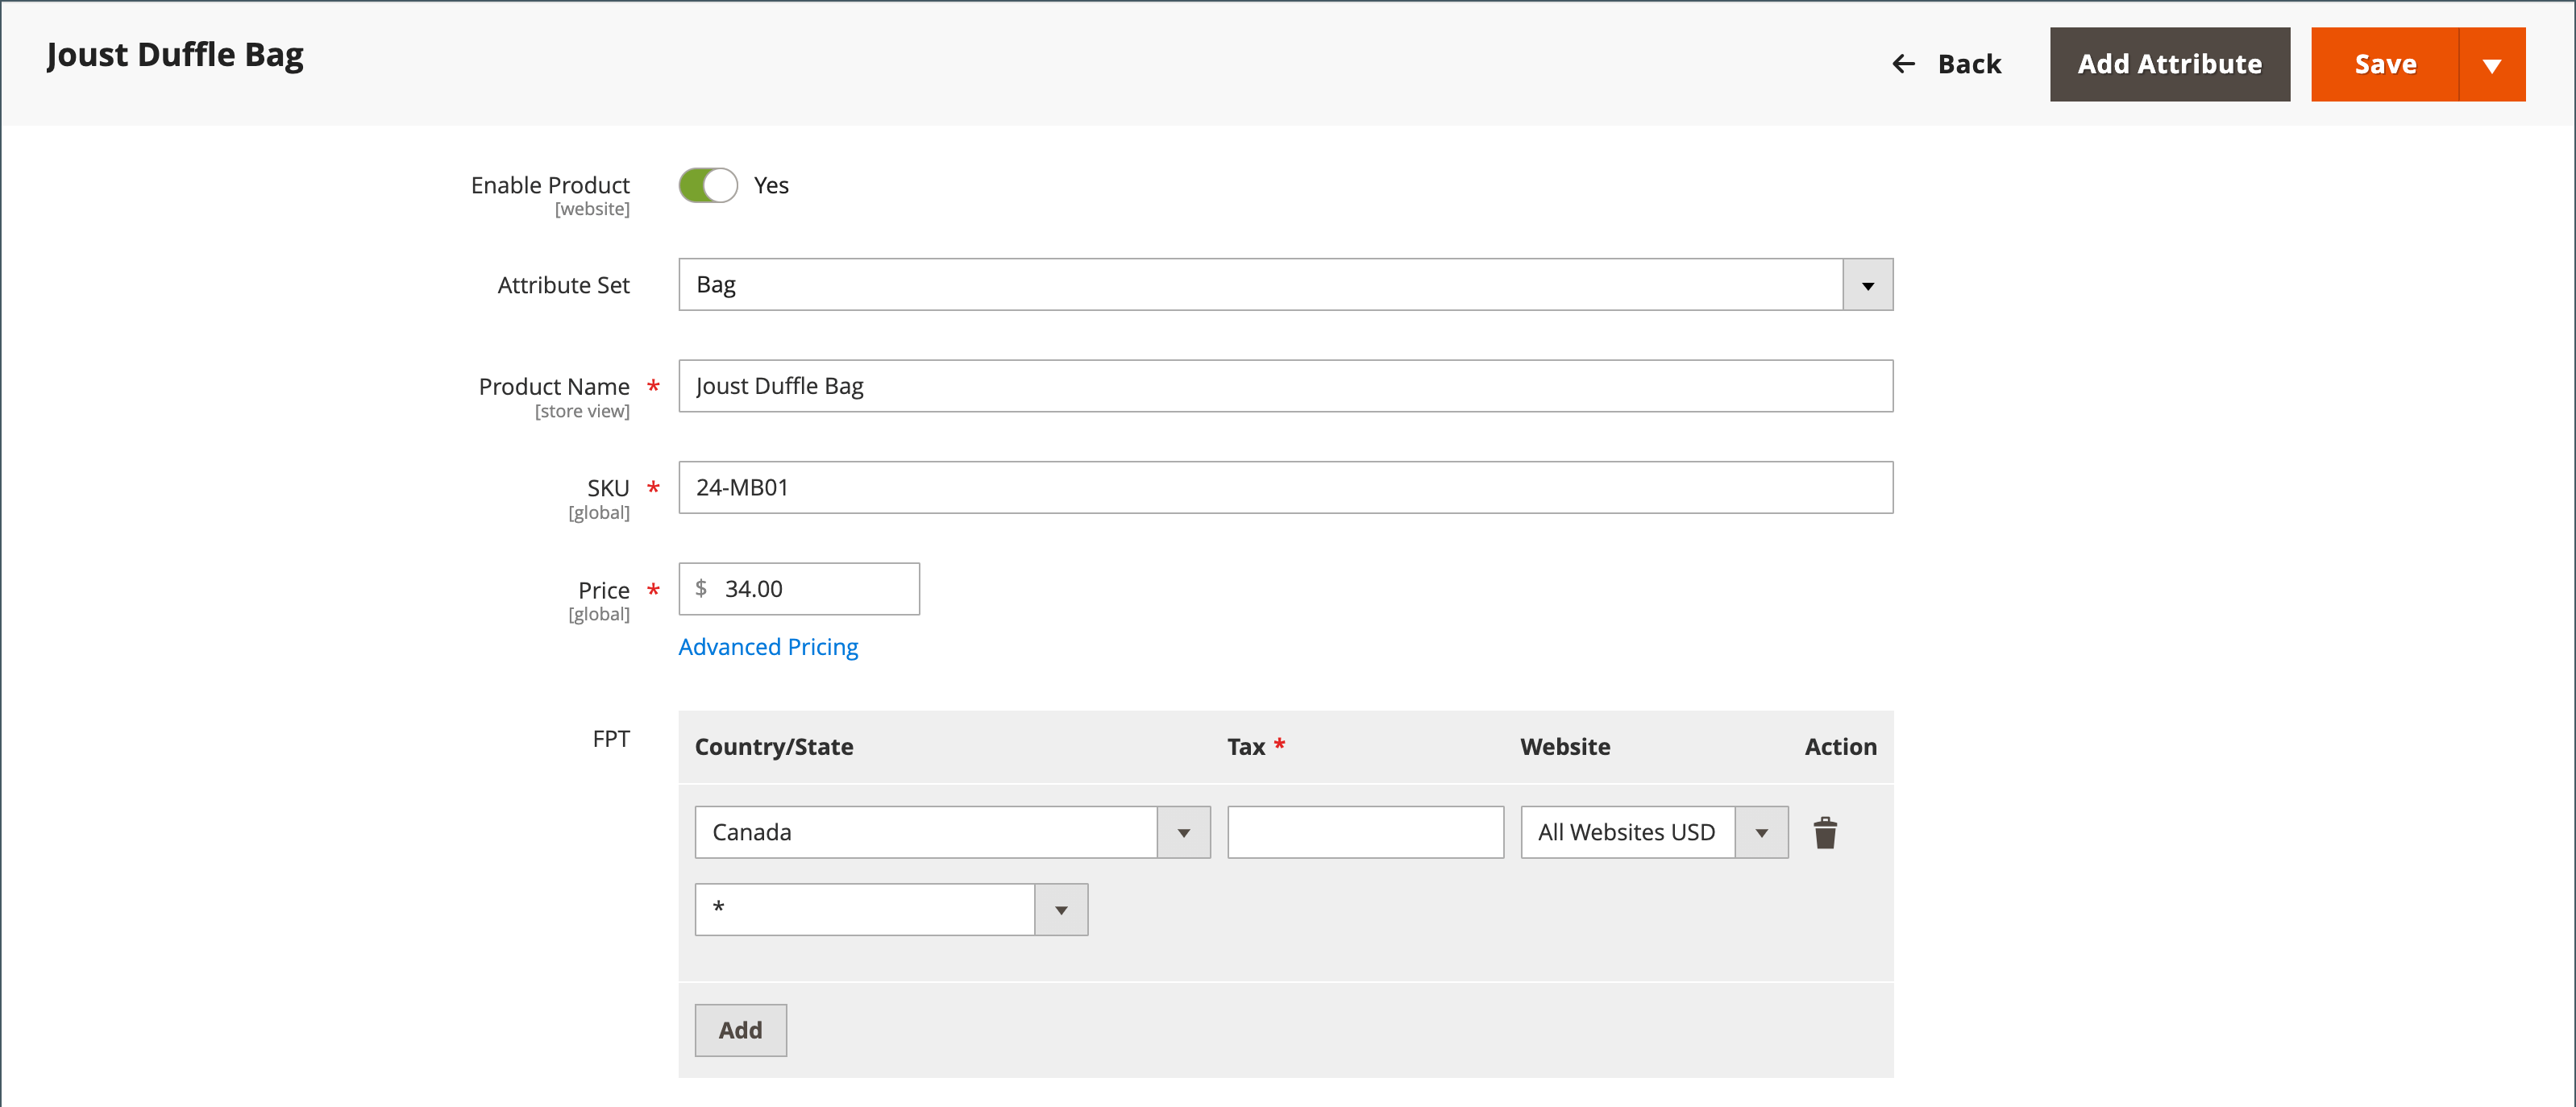 Joust Duffle Bag
← Back
Add Attribute
Save
Enable Product
[website]
Yes
Attribute Set
Bag
Product Name *
[store view]
Joust Duffle Bag
SKU *
[global]
24-MB01
Price *
[global]
$ 34.00
Advanced Pricing
FPT
Country/State Tax * Website Action
Canada All Websites USD
*
Add